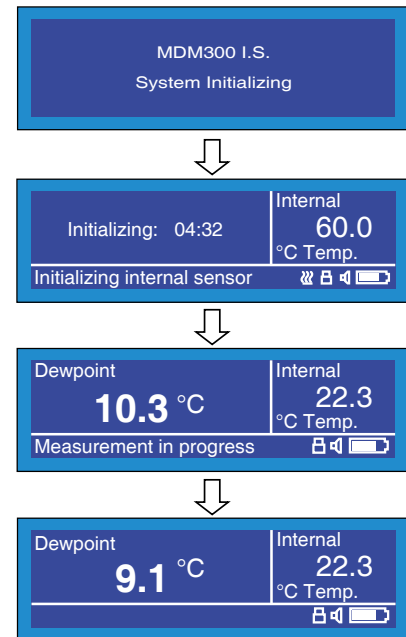 MDM300 I.S.
System Initializing
Internal
Initializing: 04:32
60.0
°C Temp.
Initializing internal sensor
Dewpoint
Internal
10.3 °C
22.3
°C Temp.
Measurement in progress
Dewpoint
Internal
9.1 °C
22.3
°C Temp.